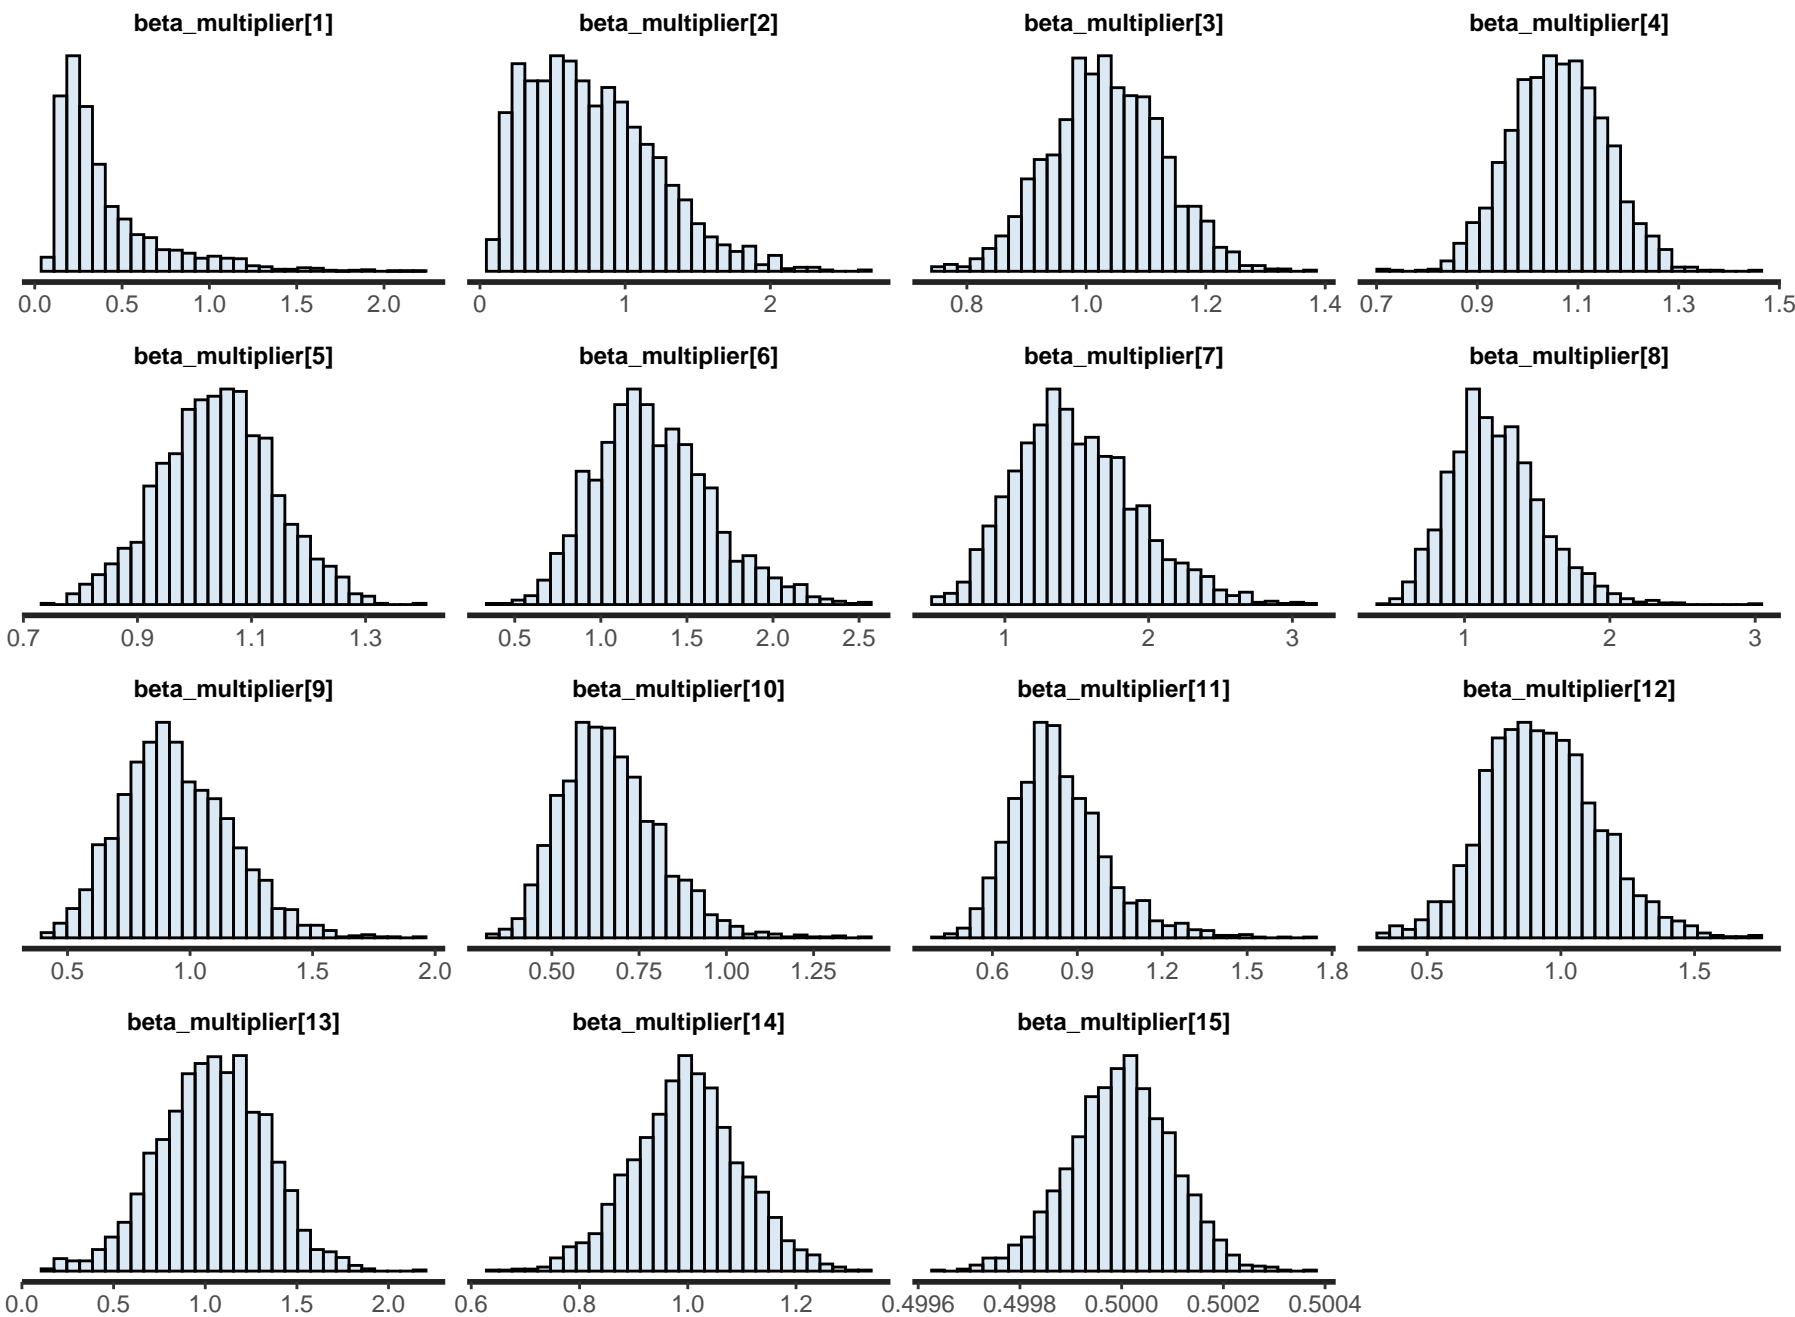 beta_multiplier[1] beta_multiplier[2] beta_multiplier[3] beta_multiplier[4]
0.0 0.5 1.0 1.5 2.0 0 1 2 0.8 1.0 1.2 1.4 0.7 0.9 1.1 1.3 1.5
beta_multiplier[5] beta_multiplier[6] beta_multiplier[7] beta_multiplier[8]
0.7 0.9 1.1 1.3 0.5 1.0 1.5 2.0 2.5 1 2 3 1 2 3
beta_multiplier[9] beta_multiplier[10] beta_multiplier[11] beta_multiplier[12]
0.5 1.0 1.5 2.0 0.50 0.75 1.00 1.25 0.6 0.9 1.2 1.5 1.8 0.5 1.0 1.5
beta_multiplier[13] beta_multiplier[14] beta_multiplier[15]
0.0 0.5 1.0 1.5 2.0 0.6 0.8 1.0 1.2 0.4996 0.4998 0.5000 0.5002 0.5004